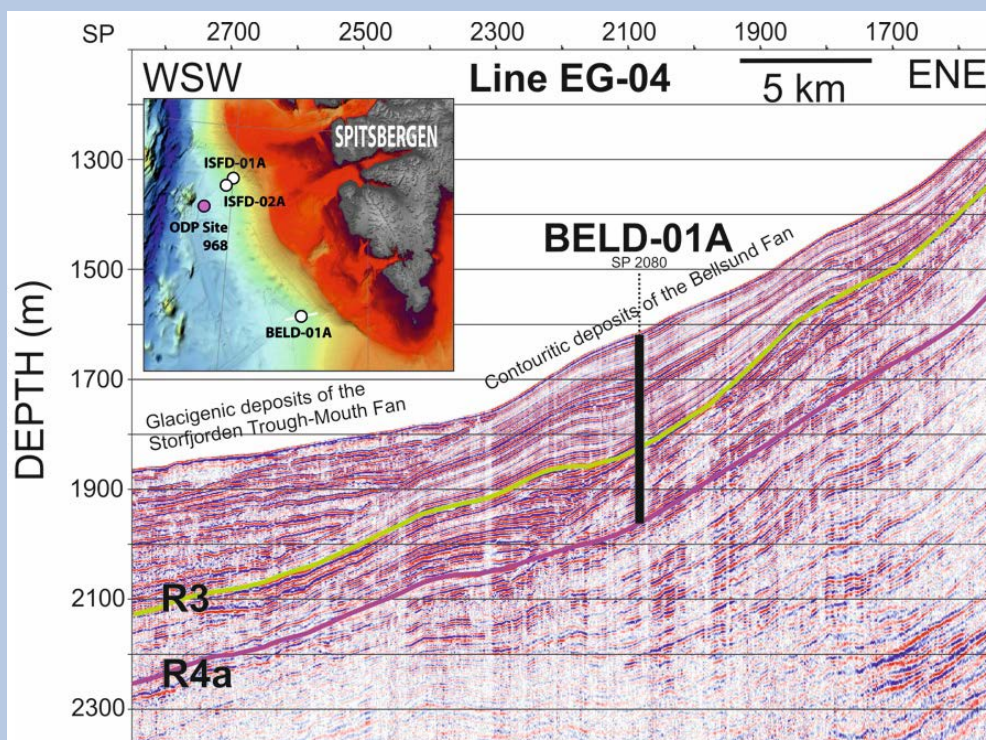 SP 2700 2500 2300 2100 1900 1700
WSW Line EG-04 5 km ENE
SPITSBERGEN
ISFD-01A
ISFD-02A
ODP Site
968
BELD-01A
BELD-01A
SP 2080
Contouritic deposits of the Bellsund Fan
Glacigenic deposits of the
Storfjorden Trough-Mouth Fan
DEPTH (m)
1300
1500
1700
1900
2100
2300
R3
R4a